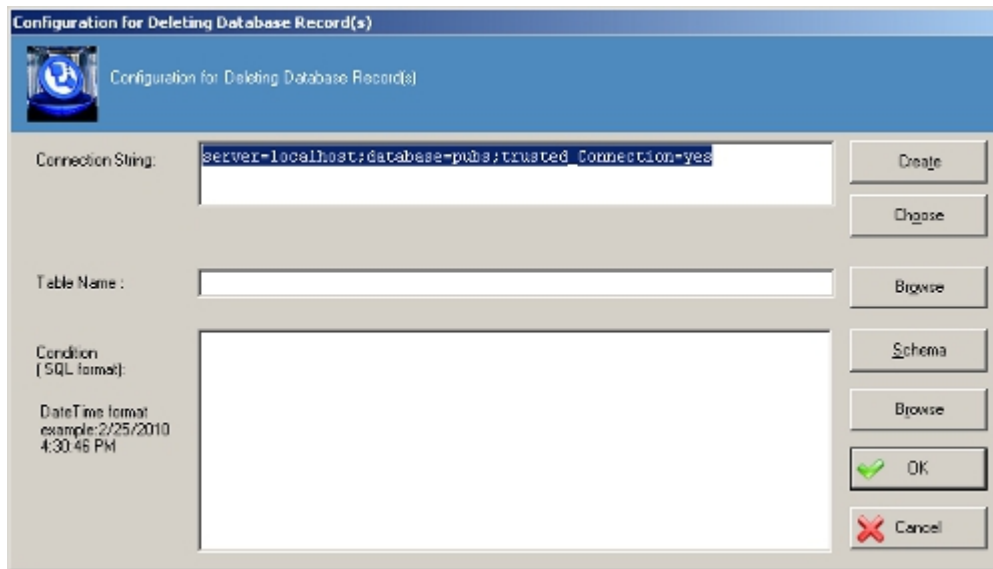 Configuration for Deleting Database Record(s)
Configuration for Deleting Database Record(s)
Connection String:
server=localhost;database=pubs;trusted_Connection=yes
Create
Choose
Table Name :
Browse
Condition
( SQL format):
Schema
DateTime format
example:2/25/2010
4:30:46 PM
Browse
OK
Cancel